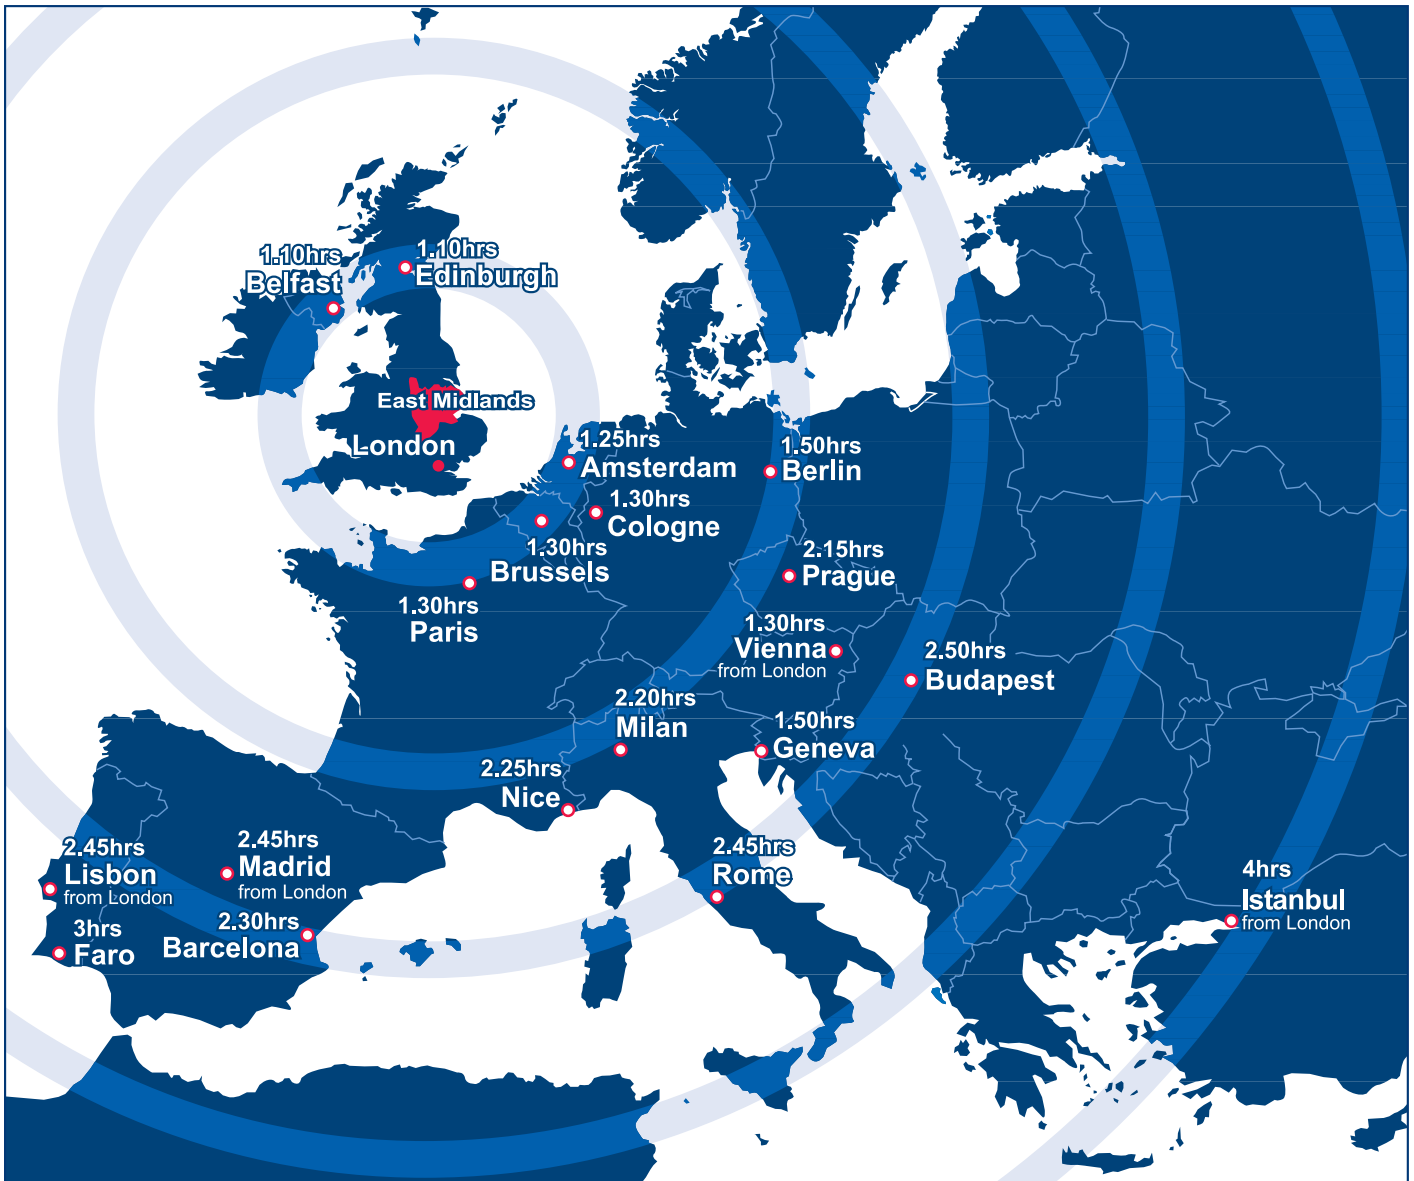 1.10hrs
Belfast
1.10hrs
Edinburgh
East Midlands
London
1.25hrs
Amsterdam
1.50hrs
Berlin
1.30hrs
Cologne
1.30hrs
Brussels
2.15hrs
Prague
1.30hrs
Paris
1.30hrs
Vienna
from London
2.50hrs
Budapest
2.20hrs
Milan
1.50hrs
Geneva
2.25hrs
Nice
2.45hrs
Lisbon
from London
2.45hrs
Madrid
from London
2.45hrs
Rome
4hrs
Istanbul
from London
2.30hrs
Barcelona
3hrs
Faro